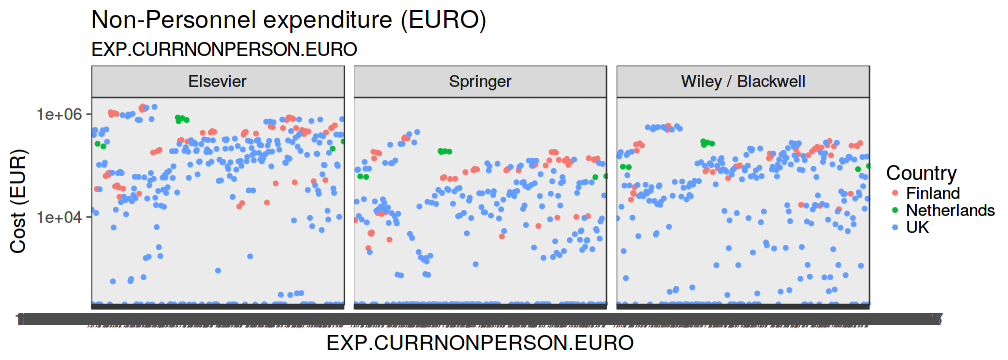 Non-Personnel expenditure (EURO)
EXP.CURRNONPERSON.EURO
Elsevier
Springer
Wiley / Blackwell
Cost (EUR)
1e+06
1e+04
Country
Finland
Netherlands
UK
EXP.CURRNONPERSON.EURO